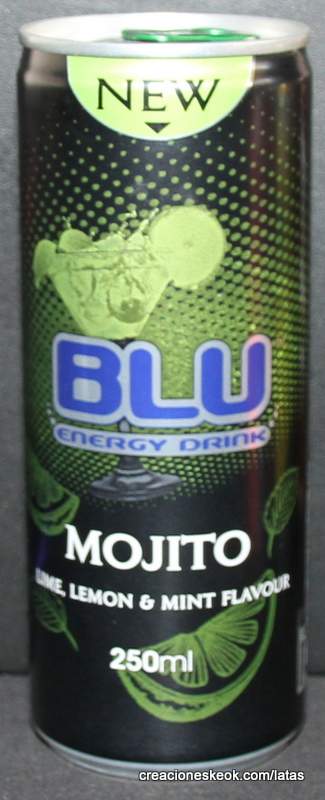 NEW
BLU
ENERGY DRINK
MOJITO
LIME, LEMON & MINT FLAVOUR
250ml
creacioneskeok.com/latas